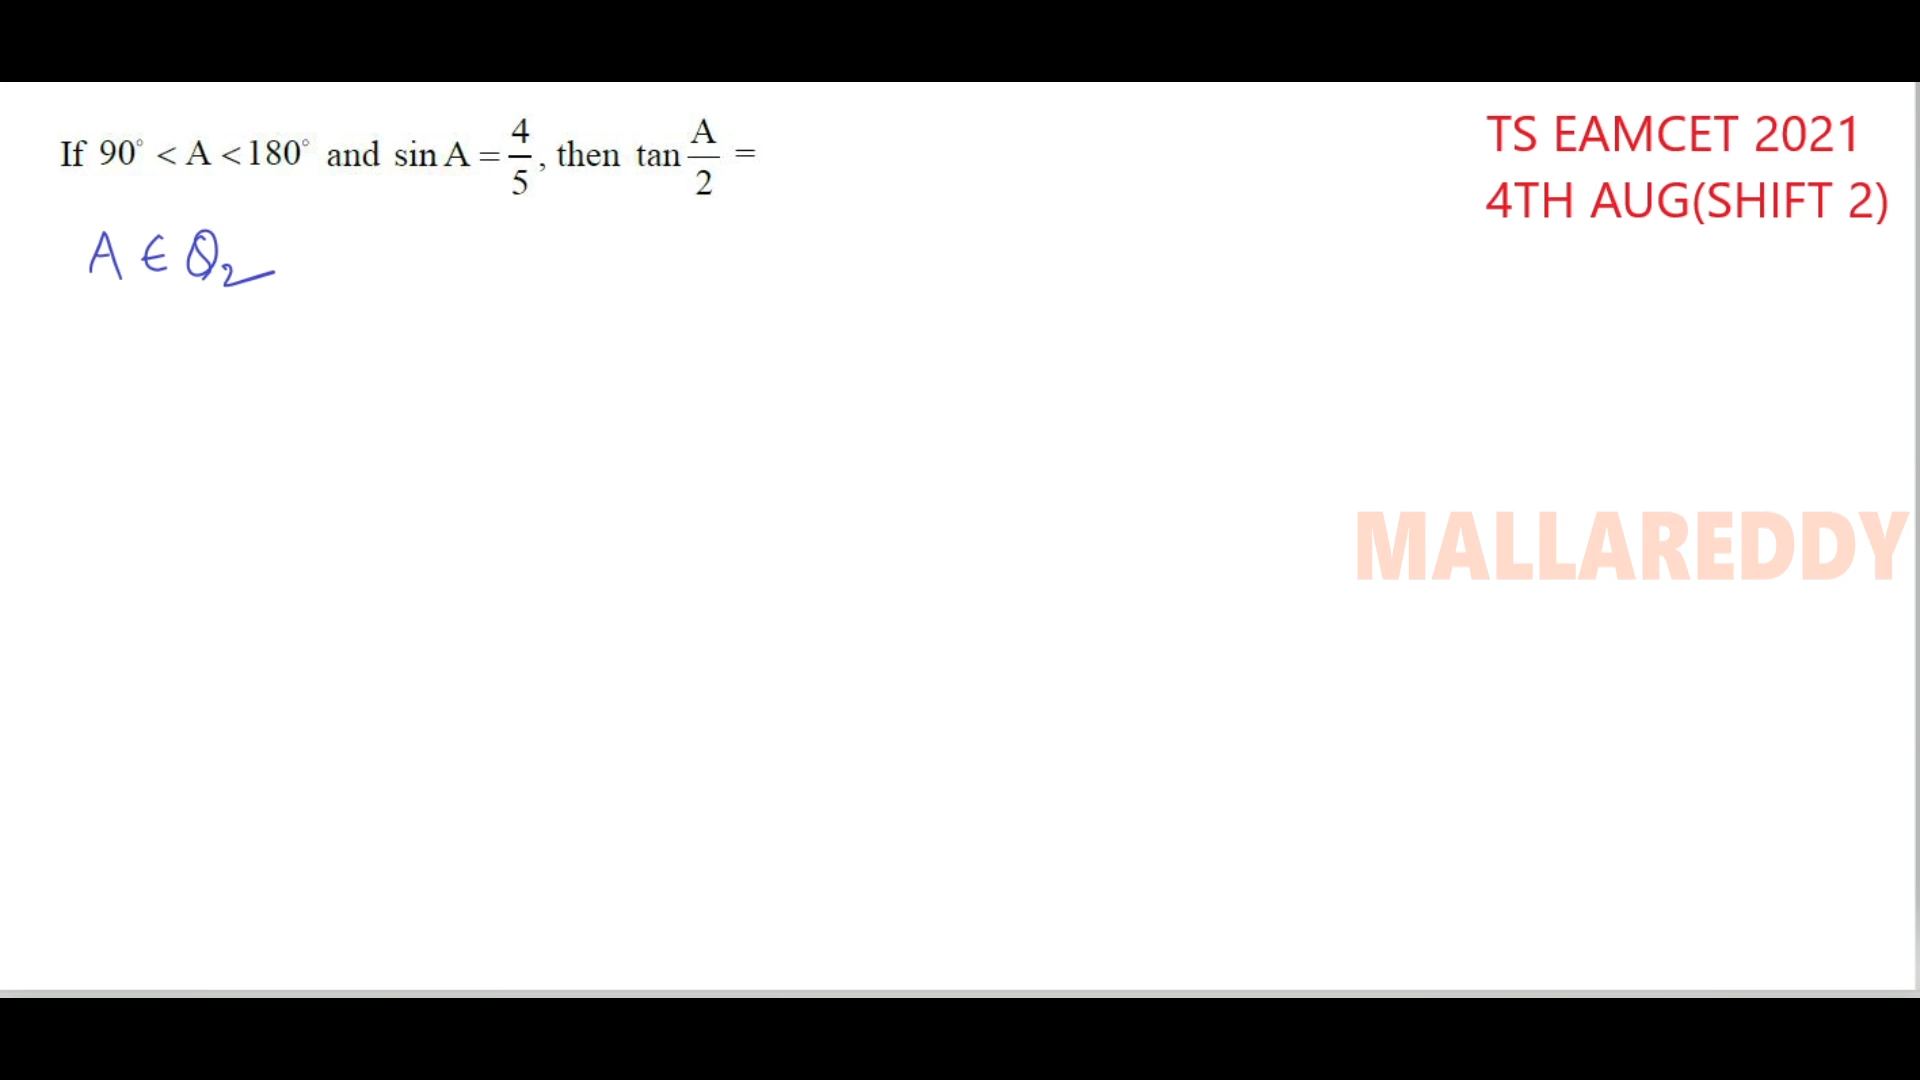 If 90° < A < 180° and sin A = 4/5, then tan A/2 =
A ∈ Q₂
TS EAMCET 2021
4TH AUG(SHIFT 2)
MALLAREDDY